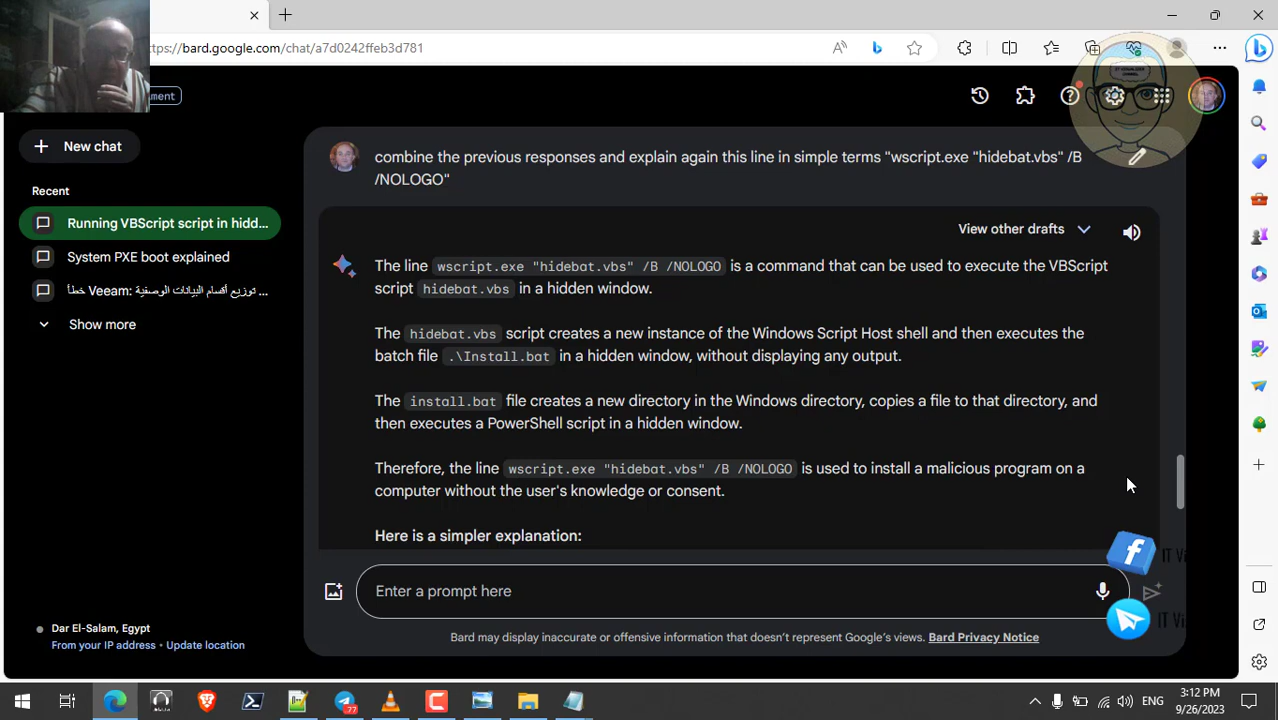 ttps://bard.google.com/chat/a7d0242ffeb3d781
ment
New chat
Recent
Running VBScript script in hidd...
System PXE boot explained
خطأ Veeam: توزيع أقسام البيانات الوصفية ...
Show more
combine the previous responses and explain again this line in simple terms "wscript.exe "hidebat.vbs" /B
/NOLOGO"
View other drafts
The line wscript.exe "hidebat.vbs" /B /NOLOGO is a command that can be used to execute the VBScript
script hidebat.vbs in a hidden window.
The hidebat.vbs script creates a new instance of the Windows Script Host shell and then executes the
batch file .\Install.bat in a hidden window, without displaying any output.
The install.bat file creates a new directory in the Windows directory, copies a file to that directory, and
then executes a PowerShell script in a hidden window.
Therefore, the line wscript.exe "hidebat.vbs" /B /NOLOGO is used to install a malicious program on a
computer without the user's knowledge or consent.
Here is a simpler explanation:
IT Vi
Enter a prompt here
IT Vi
Bard may display inaccurate or offensive information that doesn't represent Google's views. Bard Privacy Notice
Dar El-Salam, Egypt
From your IP address • Update location
77
ENG
3:12 PM
9/26/2023